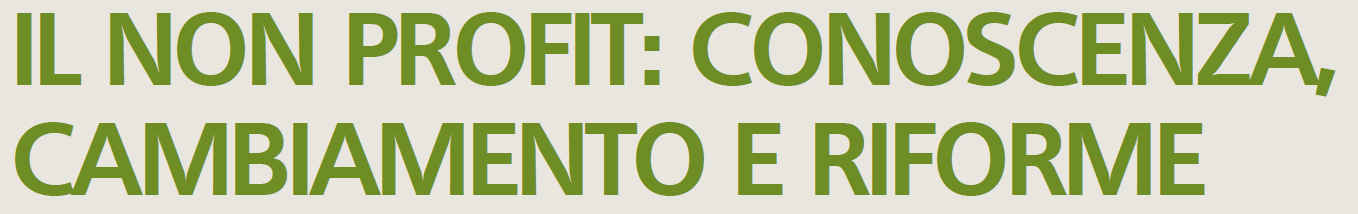 IL NON PROFIT: CONOSCENZA,
CAMBIAMENTO E RIFORME